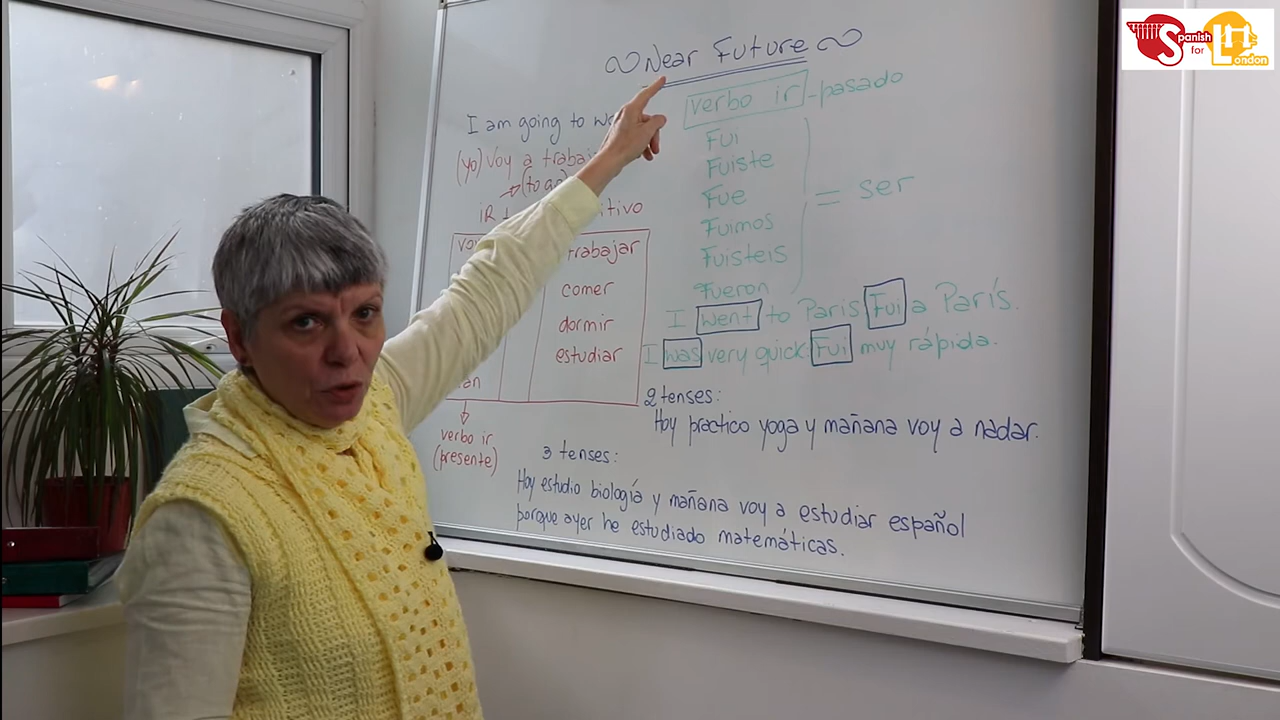 Spanish
for
London
~ Near Future ~
verbo ir - pasado
I am going to
(yo) Voy a
(to go)
iR +
trabajar
comer
dormir
estudiar
verbo ir
(presente)
Fui
Fuiste
Fue
Fuimos
Fuisteis
Fueron
= ser
I went to París. Fui a París.
I was very quick. Fui muy rápida.
2 tenses:
Hoy practico yoga y mañana voy a nadar.
3 tenses:
Hoy estudio biología y mañana voy a estudiar español
porque ayer he estudiado matemáticas.